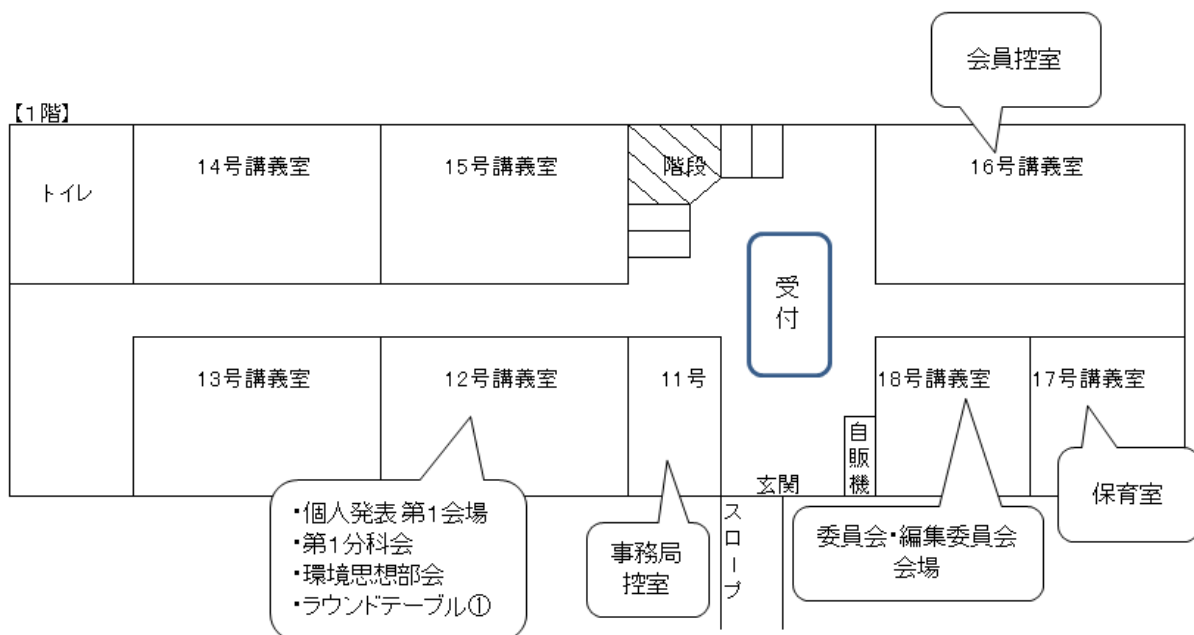 会員控室
【1階】
トイレ
14号講義室
15号講義室
階段
16号講義室
受
付
13号講義室
12号講義室
11号
18号講義室
17号講義室
自
販
機
玄関
ス
ロ
ー
プ
・個人発表 第1会場
・第1分科会
・環境思想部会
・ラウンドテーブル①
事務局
控室
委員会・編集委員会
会場
保育室